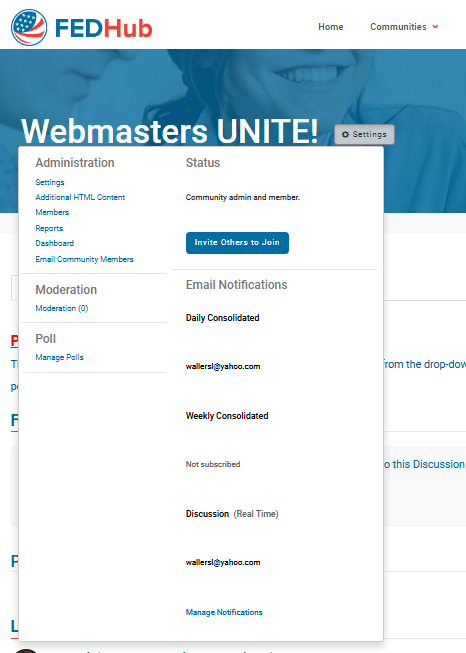 FEDHub
Home
Communities
Webmasters UNITE!
Settings
Administration
Settings
Additional HTML Content
Members
Reports
Dashboard
Email Community Members
Moderation
Moderation (0)
Poll
Manage Polls
Status
Community admin and member.
Invite Others to Join
Email Notifications
Daily Consolidated
wallersl@yahoo.com
Weekly Consolidated
Not subscribed
Discussion (Real Time)
wallersl@yahoo.com
Manage Notifications
from the drop-dow
o this Discussion